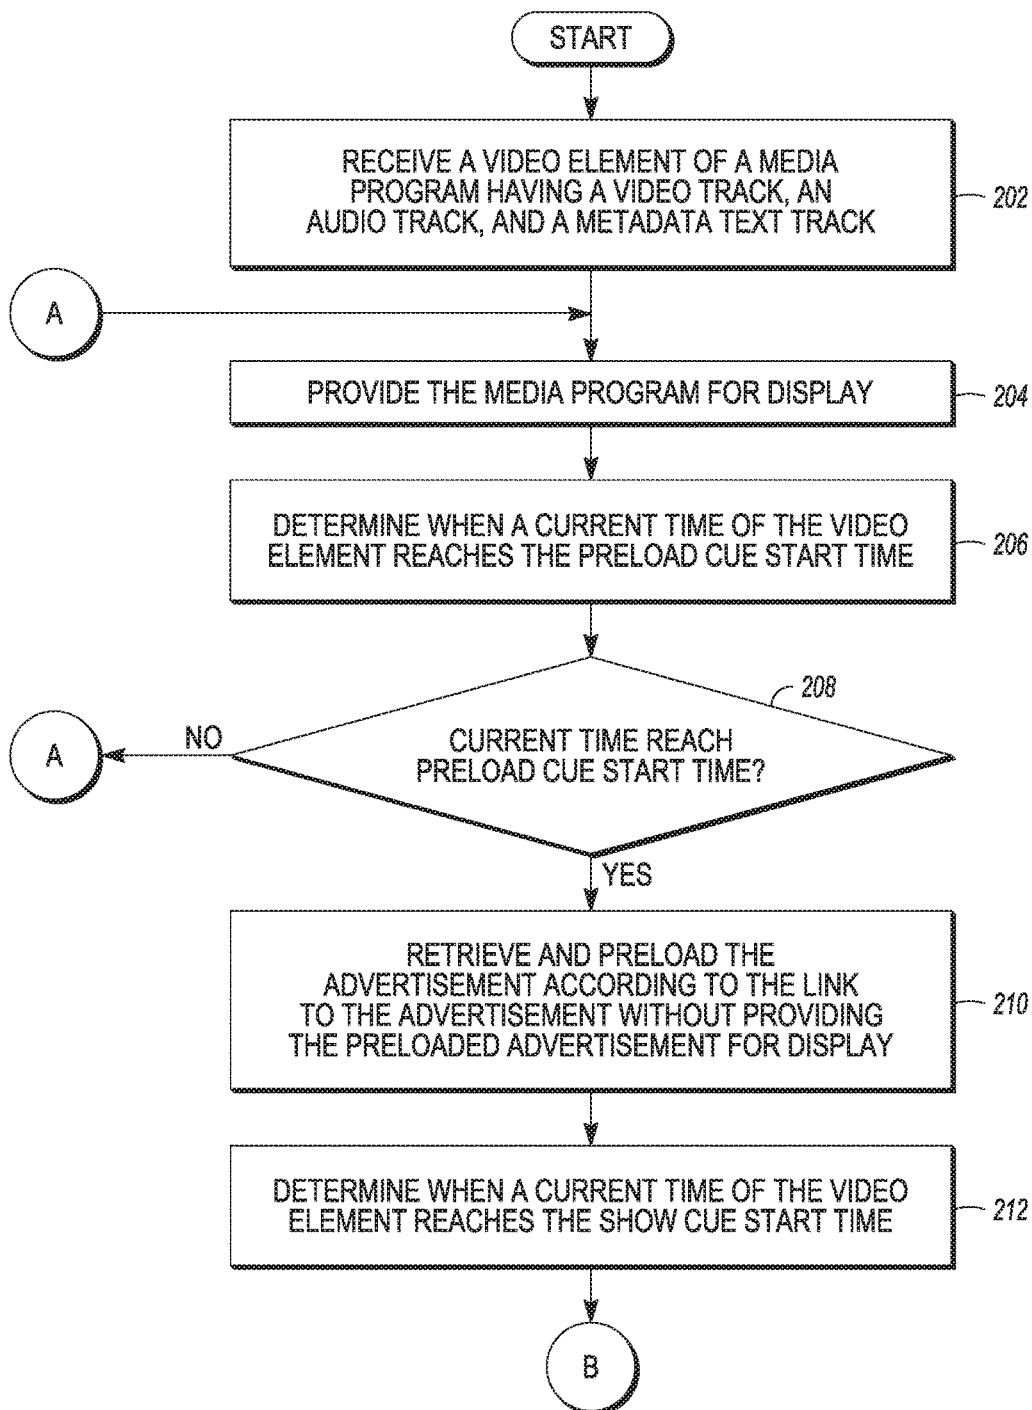 START
RECEIVE A VIDEO ELEMENT OF A MEDIA
PROGRAM HAVING A VIDEO TRACK, AN
AUDIO TRACK, AND A METADATA TEXT TRACK
202
A
PROVIDE THE MEDIA PROGRAM FOR DISPLAY
204
DETERMINE WHEN A CURRENT TIME OF THE VIDEO
ELEMENT REACHES THE PRELOAD CUE START TIME
206
208
A
NO
CURRENT TIME REACH
PRELOAD CUE START TIME?
YES
RETRIEVE AND PRELOAD THE
ADVERTISEMENT ACCORDING TO THE LINK
TO THE ADVERTISEMENT WITHOUT PROVIDING
THE PRELOADED ADVERTISEMENT FOR DISPLAY
210
DETERMINE WHEN A CURRENT TIME OF THE VIDEO
ELEMENT REACHES THE SHOW CUE START TIME
212
B